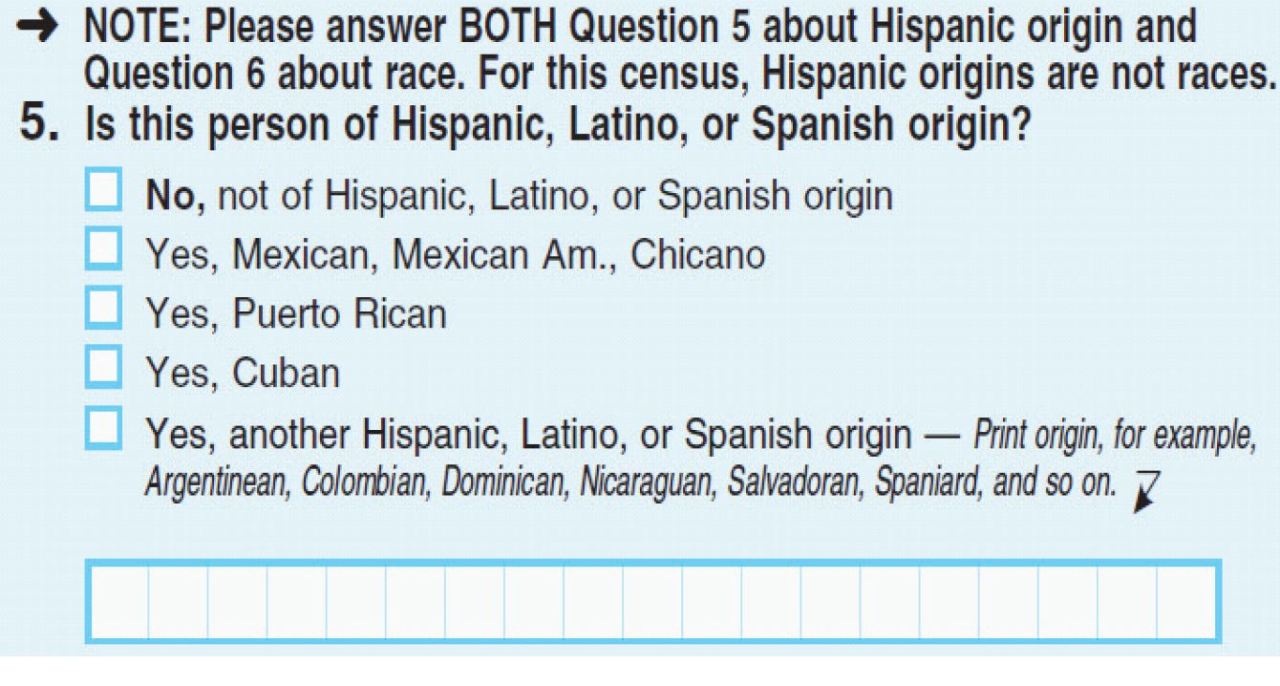 ➔ NOTE: Please answer BOTH Question 5 about Hispanic origin and
Question 6 about race. For this census, Hispanic origins are not races.
5. Is this person of Hispanic, Latino, or Spanish origin?
No, not of Hispanic, Latino, or Spanish origin
Yes, Mexican, Mexican Am., Chicano
Yes, Puerto Rican
Yes, Cuban
Yes, another Hispanic, Latino, or Spanish origin — Print origin, for example,
Argentinean, Colombian, Dominican, Nicaraguan, Salvadoran, Spaniard, and so on.